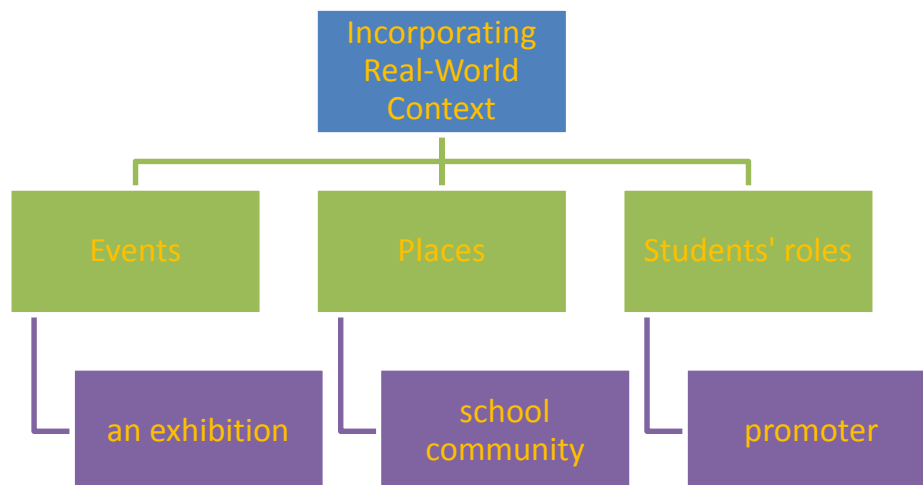 Incorporating
Real-World
Context
Events
Places
Students' roles
an exhibition
school
community
promoter